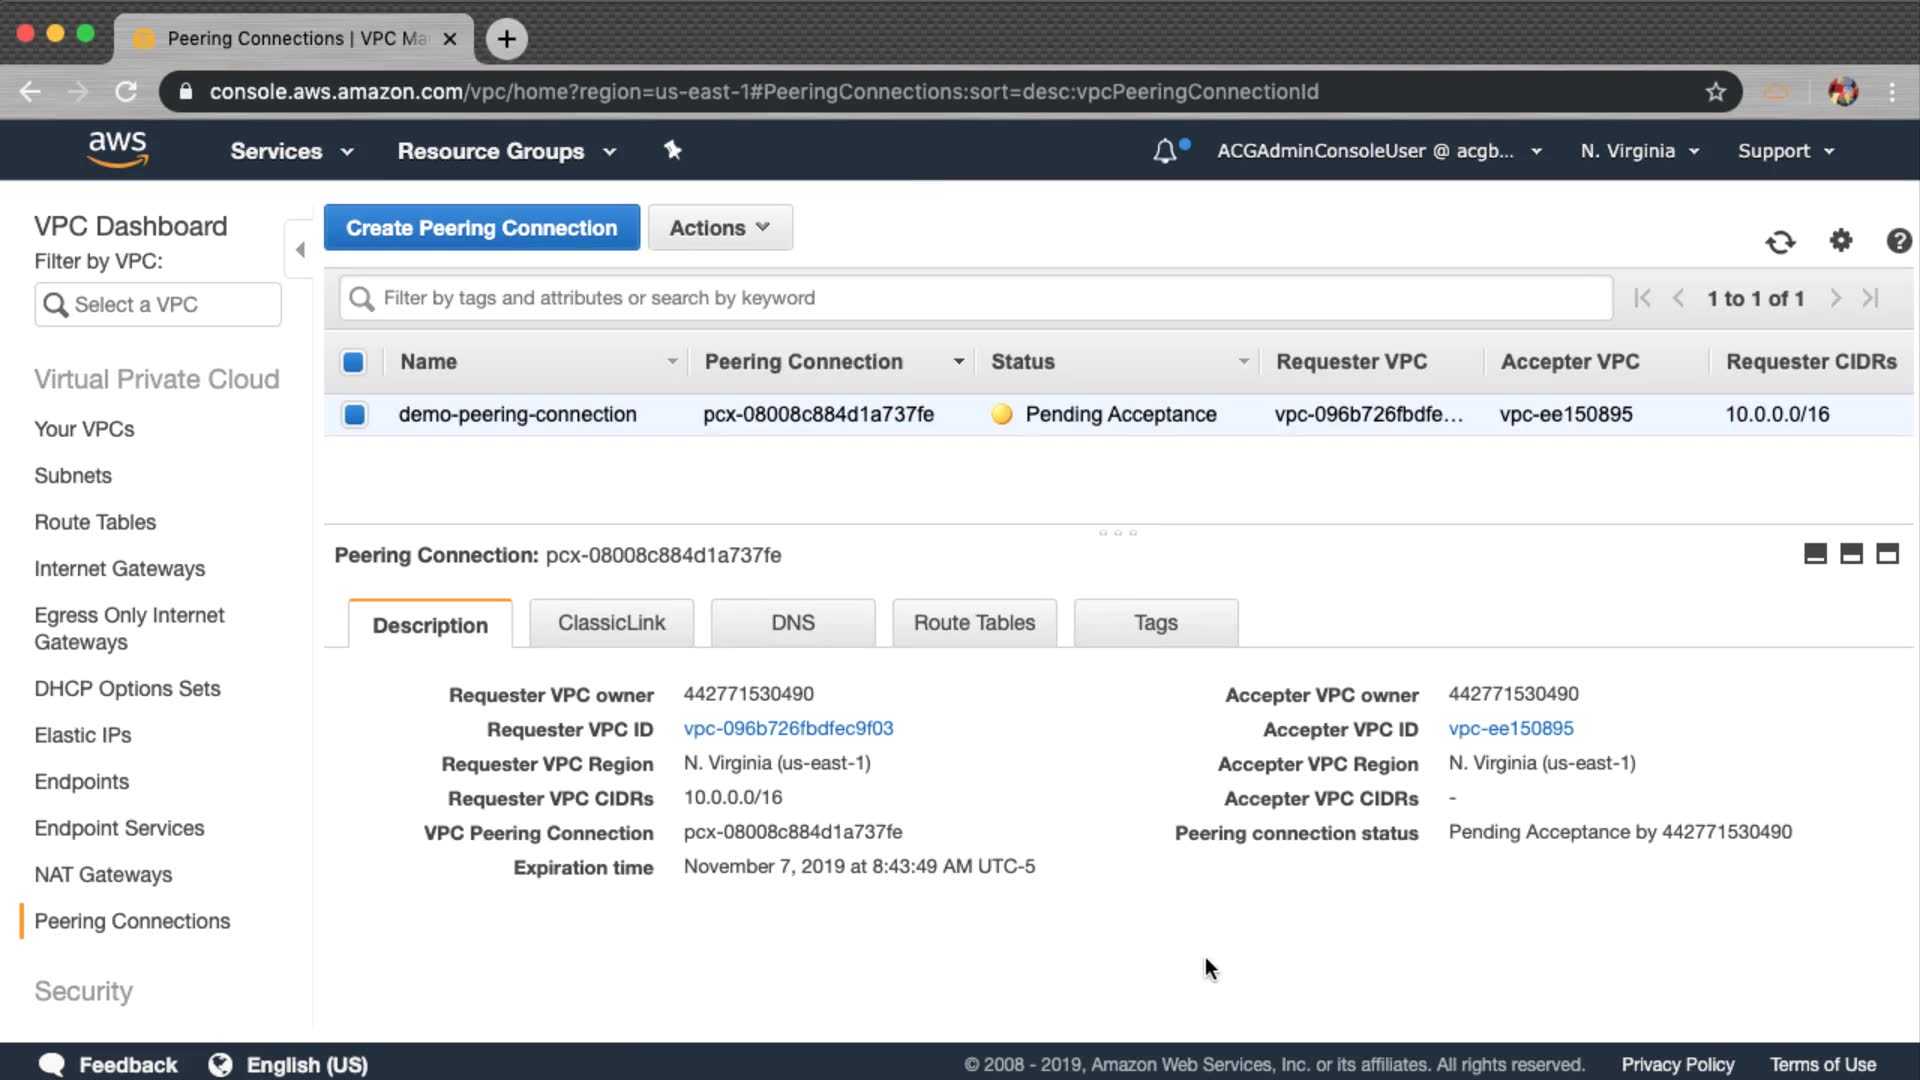 Peering Connections | VPC Ma
console.aws.amazon.com/vpc/home?region=us-east-1#PeeringConnections:sort=desc:vpcPeeringConnectionId
aws
Services
Resource Groups
ACGAdminConsoleUser @ acgb...
N. Virginia
Support
VPC Dashboard
Filter by VPC:
Select a VPC
Virtual Private Cloud
Your VPCs
Subnets
Route Tables
Internet Gateways
Egress Only Internet
Gateways
DHCP Options Sets
Elastic IPs
Endpoints
Endpoint Services
NAT Gateways
Peering Connections
Security
Create Peering Connection
Actions
Filter by tags and attributes or search by keyword
1 to 1 of 1
Name Peering Connection Status Requester VPC Accepter VPC Requester CIDRs
demo-peering-connection pcx-08008c884d1a737fe Pending Acceptance vpc-096b726fbdfe... vpc-ee150895 10.0.0.0/16
Peering Connection: pcx-08008c884d1a737fe
Description ClassicLink DNS Route Tables Tags
Requester VPC owner 442771530490
Requester VPC ID vpc-096b726fbdfec9f03
Requester VPC Region N. Virginia (us-east-1)
Requester VPC CIDRs 10.0.0.0/16
VPC Peering Connection pcx-08008c884d1a737fe
Expiration time November 7, 2019 at 8:43:49 AM UTC-5
Accepter VPC owner 442771530490
Accepter VPC ID vpc-ee150895
Accepter VPC Region N. Virginia (us-east-1)
Accepter VPC CIDRs -
Peering connection status Pending Acceptance by 442771530490
Feedback
English (US)
© 2008 - 2019, Amazon Web Services, Inc. or its affiliates. All rights reserved.
Privacy Policy
Terms of Use